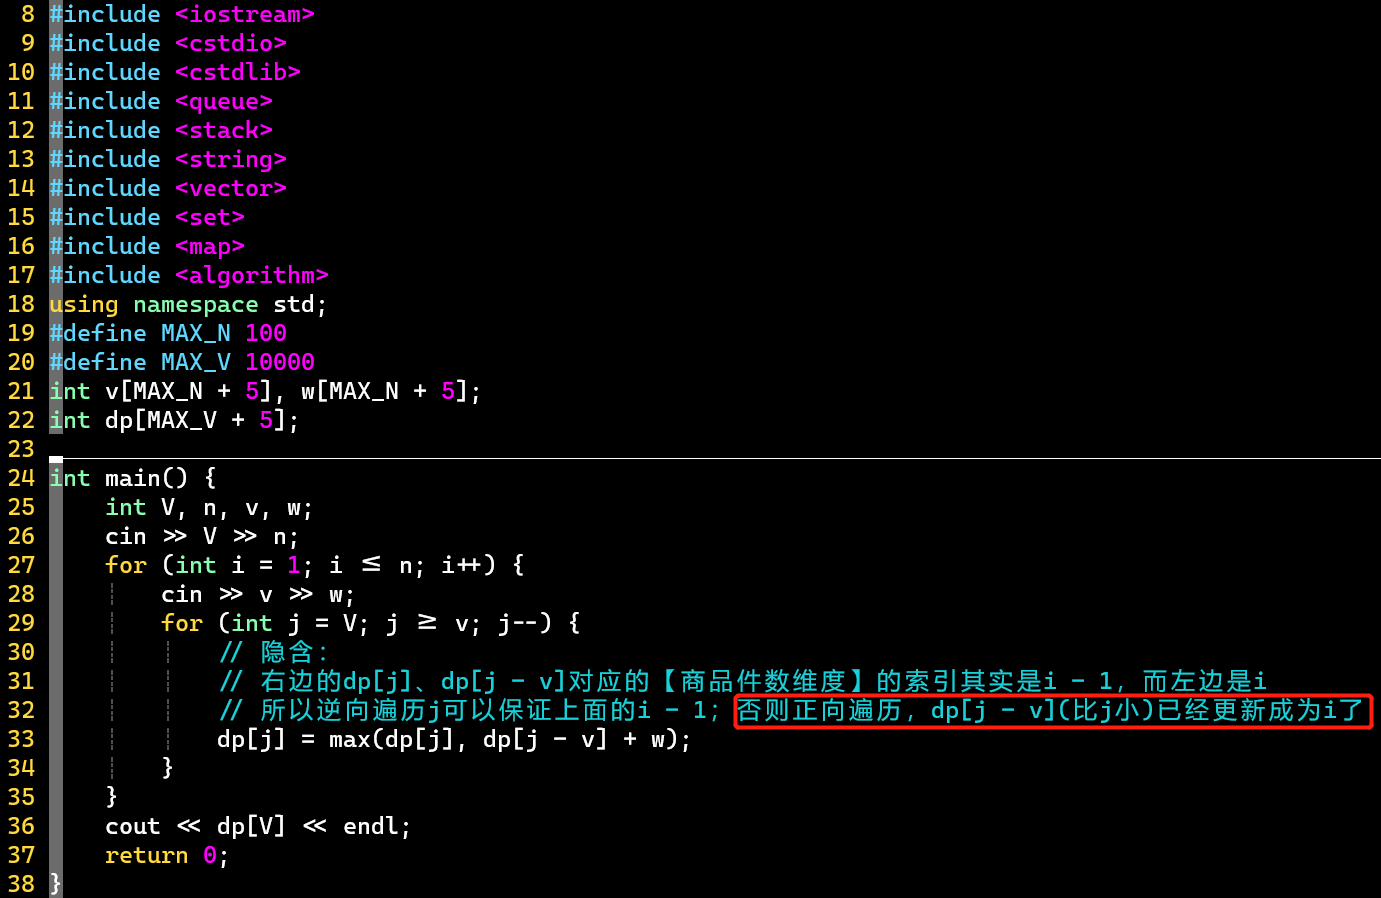 8 #include <iostream>
9 #include <cstdio>
10 #include <cstdlib>
11 #include <queue>
12 #include <stack>
13 #include <string>
14 #include <vector>
15 #include <set>
16 #include <map>
17 #include <algorithm>
18 using namespace std;
19 #define MAX_N 100
20 #define MAX_V 10000
21 int v[MAX_N + 5], w[MAX_N + 5];
22 int dp[MAX_V + 5];
23
24 int main() {
25     int V, n, v, w;
26     cin >> V >> n;
27     for (int i = 1; i <= n; i++) {
28         cin >> v >> w;
29         for (int j = V; j >= v; j--) {
30             // 隐含:
31             // 右边的dp[j]、dp[j - v]对应的【商品件数维度】的索引其实是i - 1，而左边是i
32             // 所以逆向遍历j可以保证上面的i - 1；否则正向遍历，dp[j - v](比j小)已经更新成为i了
33             dp[j] = max(dp[j], dp[j - v] + w);
34         }
35     }
36     cout << dp[V] << endl;
37     return 0;
38 }